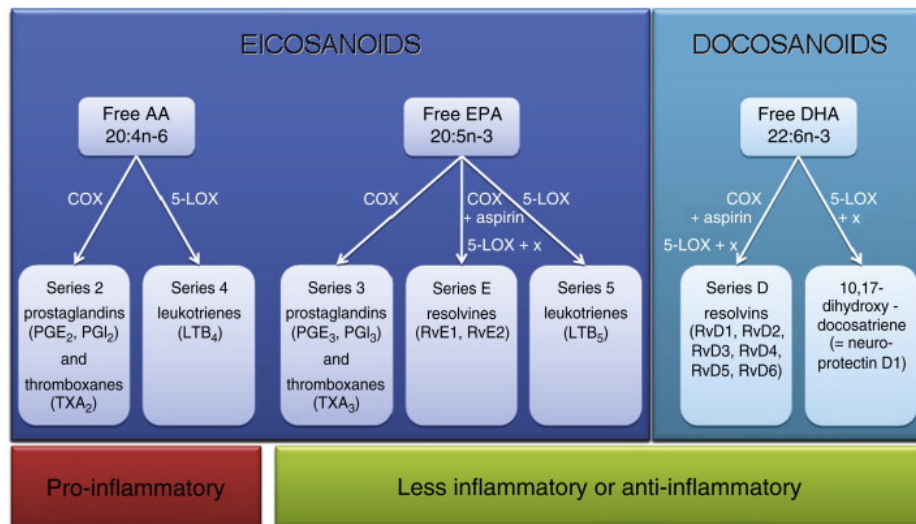 EICOSANOIDS
DOCOSANOIDS
Free AA
20:4n-6
Free EPA
20:5n-3
Free DHA
22:6n-3
COX
5-LOX
COX
COX
+ aspirin
5-LOX + x
5-LOX
COX
+ aspirin
5-LOX + x
5-LOX
+ x
Series 2
prostaglandins
(PGE₂, PGI₂)
and
thromboxanes
(TXA₂)
Series 4
leukotrienes
(LTB₄)
Series 3
prostaglandins
(PGE₃, PGI₃)
and
thromboxanes
(TXA₃)
Series E
resolvines
(RvE1, RvE2)
Series 5
leukotrienes
(LTB₅)
Series D
resolvins
(RvD1, RvD2,
RvD3, RvD4,
RvD5, RvD6)
10,17-
dihydroxy -
docosatriene
(= neuro-
protectin D1)
Pro-inflammatory
Less inflammatory or anti-inflammatory